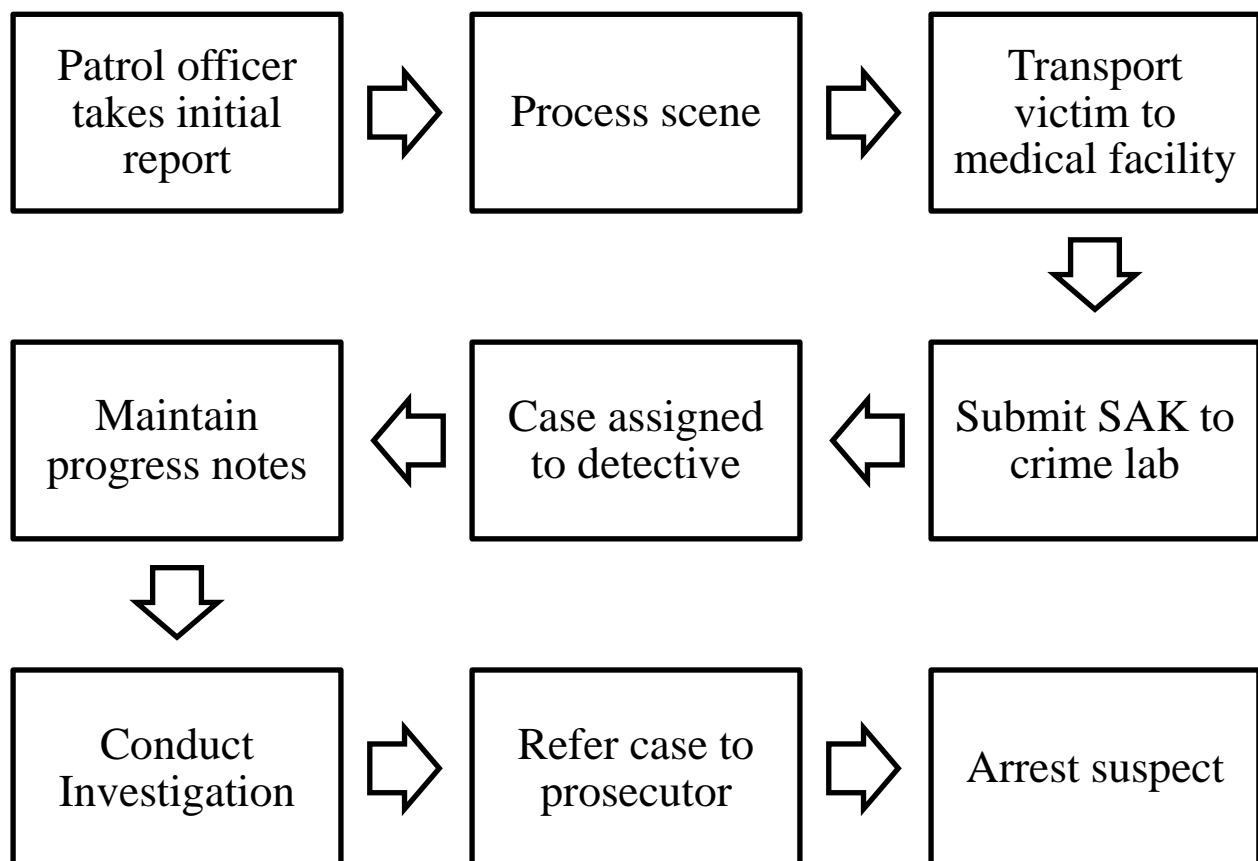 Patrol officer
takes initial
report
Process scene
Transport
victim to
medical facility
Submit SAK to
crime lab
Case assigned
to detective
Maintain
progress notes
Conduct
Investigation
Refer case to
prosecutor
Arrest suspect